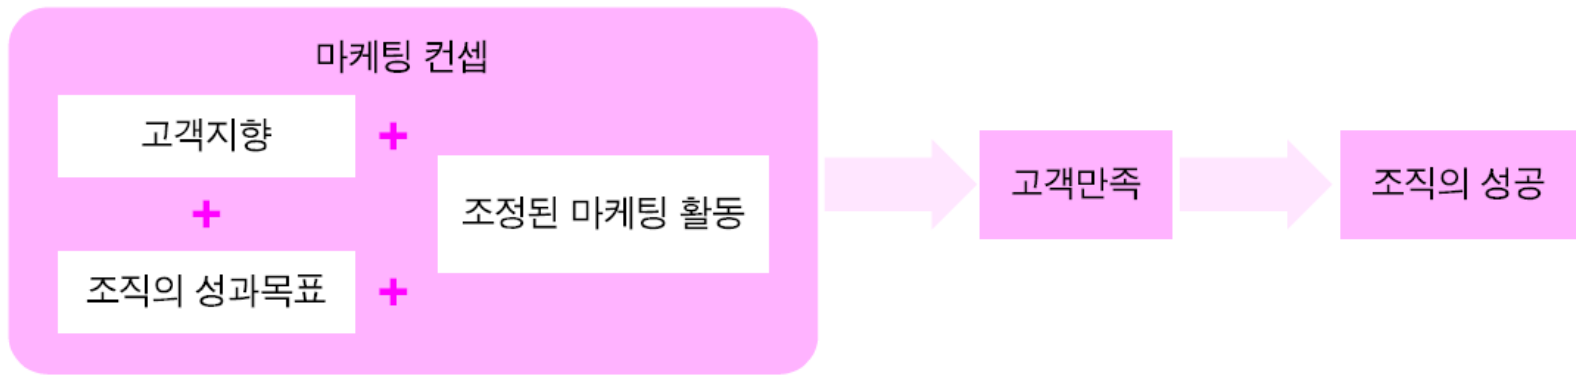 마케팅 컨셉
고객지향
+
+
조정된 마케팅 활동
조직의 성과목표
+
고객만족
조직의 성공